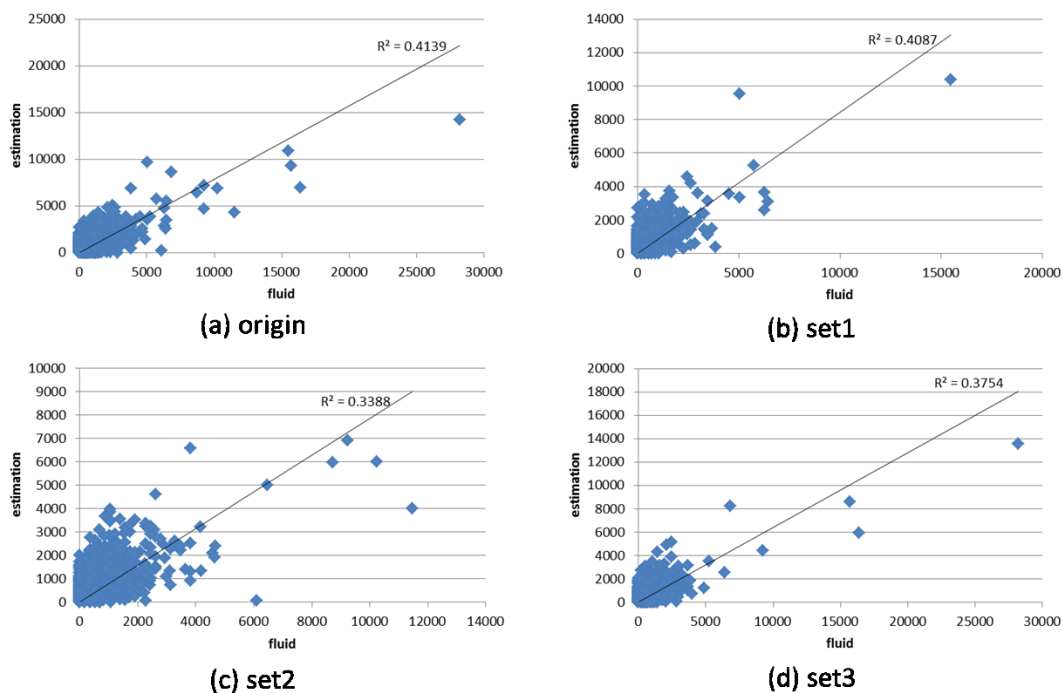 25000
20000
15000
10000
5000
0
estimation
R² = 0.4139
0 5000 10000 15000 20000 25000 30000
fluid
(a) origin
14000
12000
10000
8000
6000
4000
2000
0
estimation
R² = 0.4087
0 5000 10000 15000 20000
fluid
(b) set1
10000
9000
8000
7000
6000
5000
4000
3000
2000
1000
0
estimation
R² = 0.3388
0 2000 4000 6000 8000 10000 12000 14000
fluid
(c) set2
20000
18000
16000
14000
12000
10000
8000
6000
4000
2000
0
estimation
R² = 0.3754
0 5000 10000 15000 20000 25000 30000
fluid
(d) set3